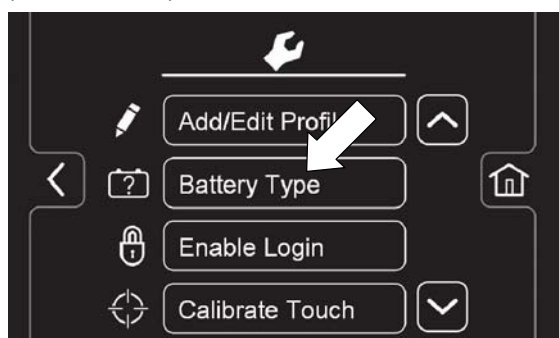 Add/Edit Profil
?
Battery Type
Enable Login
Calibrate Touch